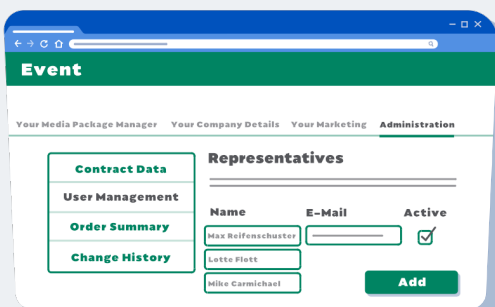 Event
Your Media Package Manager Your Company Details Your Marketing Administration
Contract Data
User Management
Order Summary
Change History
Representatives
Name E-Mail Active
Max Reifenschuster
Lotte Flott
Mike Carmichael
Add